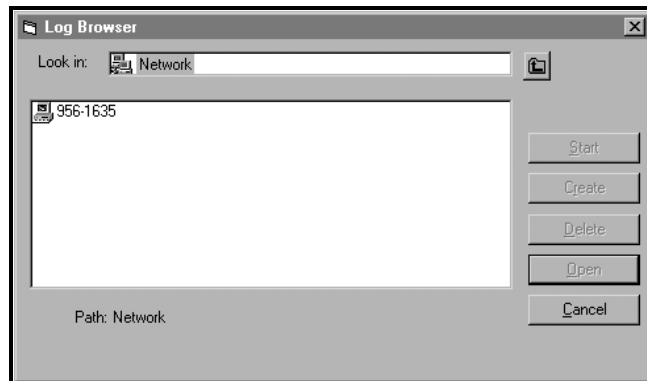 Log Browser
Look in: Network
956-1635
Start
Create
Delete
Open
Cancel
Path: Network